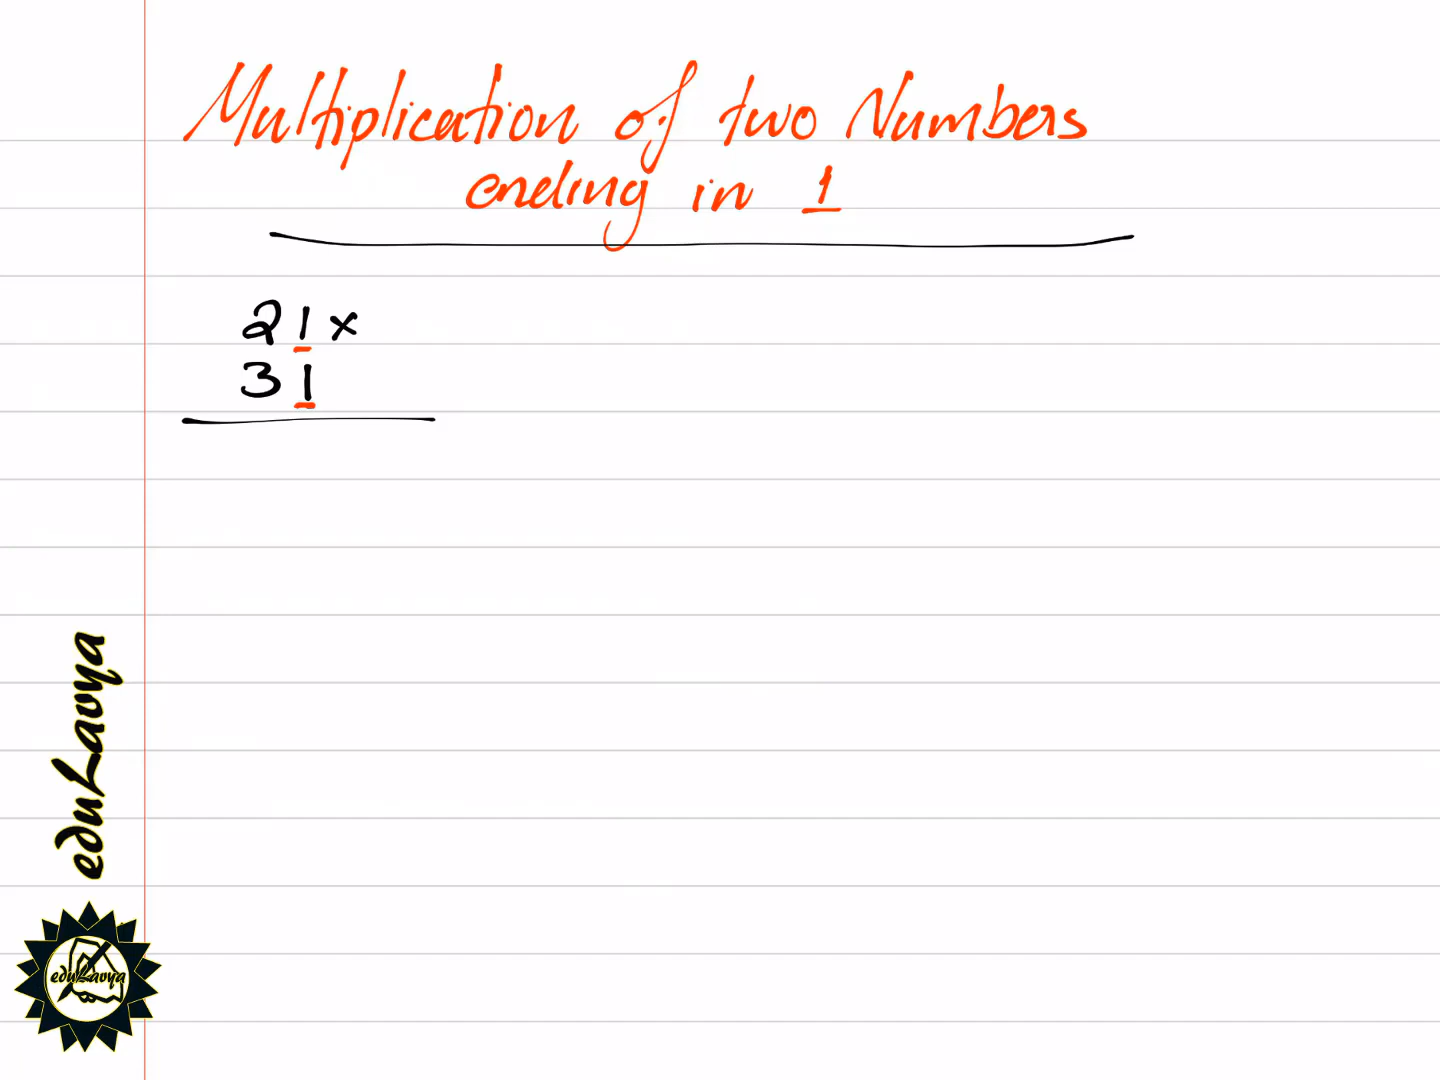 Multiplication of two Numbers
ending in 1
21 x
31
eduLavya
eduLavya